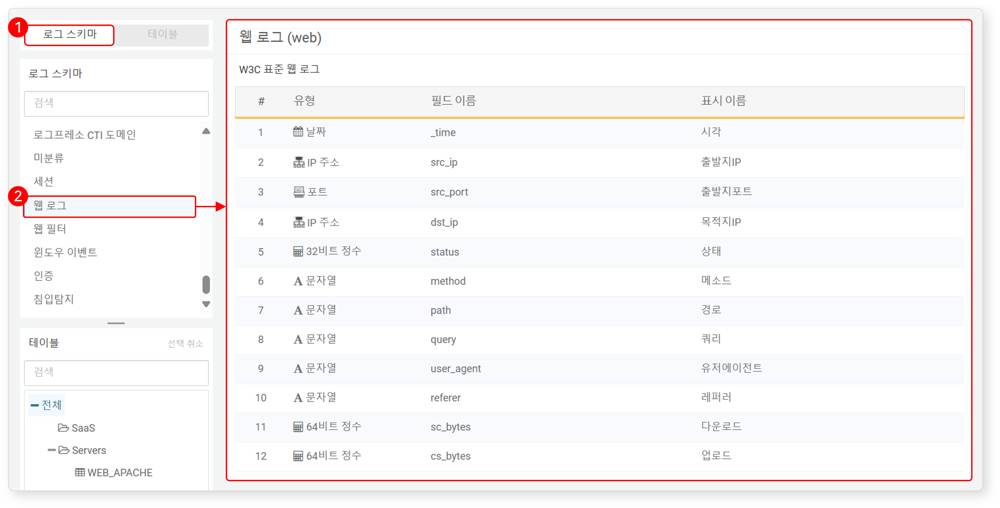 1
로그 스키마 테이블
로그 스키마
검색
로그프레소 CTI 도메인
미분류
세션
2
웹 로그
웹 필터
윈도우 이벤트
인증
침입탐지
테이블 선택 취소
검색
전체
SaaS
Servers
WEB_APACHE
웹 로그 (web)
W3C 표준 웹 로그
# 유형 필드 이름 표시 이름
1 날짜 _time 시각
2 IP 주소 src_ip 출발지IP
3 포트 src_port 출발지포트
4 IP 주소 dst_ip 목적지IP
5 32비트 정수 status 상태
6 A 문자열 method 메소드
7 A 문자열 path 경로
8 A 문자열 query 쿼리
9 A 문자열 user_agent 유저에이전트
10 A 문자열 referer 레퍼러
11 64비트 정수 sc_bytes 다운로드
12 64비트 정수 cs_bytes 업로드